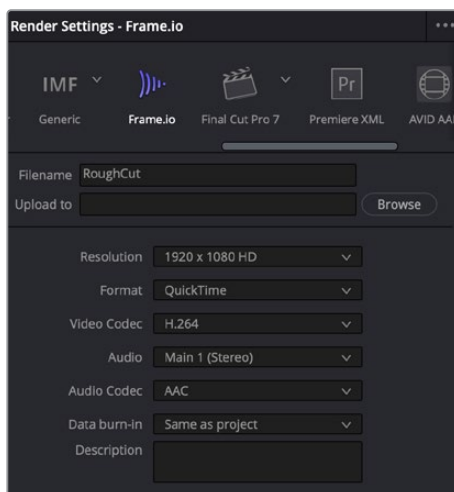 Render Settings - Frame.io
IMF
Pr
Generic
Frame.io
Final Cut Pro 7
Premiere XML
AVID AA
Filename RoughCut
Upload to Browse
Resolution 1920 x 1080 HD
Format QuickTime
Video Codec H.264
Audio Main 1 (Stereo)
Audio Codec AAC
Data burn-in Same as project
Description